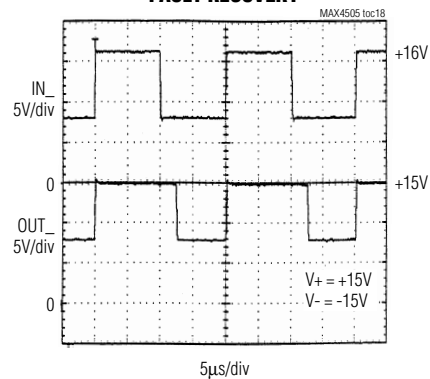 FAULT RECOVERY
MAX4505 toc18
+16V
IN_
5V/div
0
+15V
OUT_
5V/div
V+ = +15V
V- = -15V
0
5µs/div